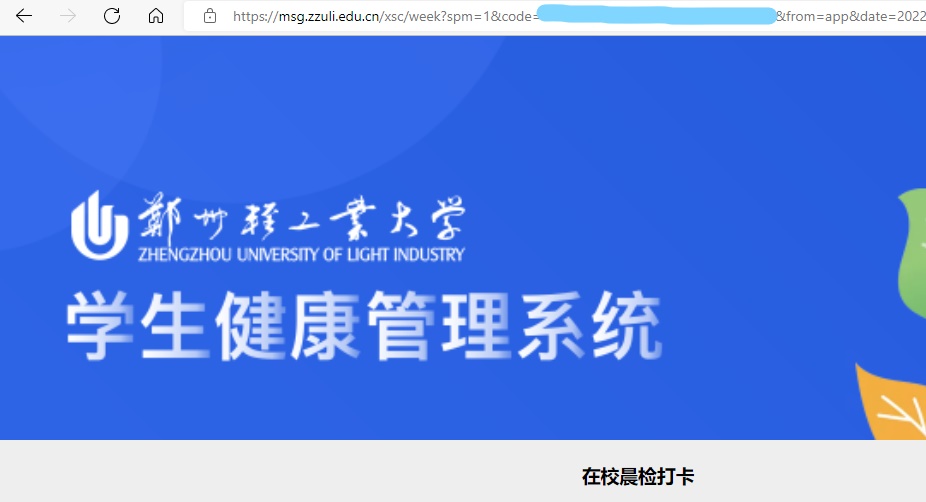 https://msg.zzuli.edu.cn/xsc/week?spm=1&code=
&from=app&date=2022
郑州轻工业大学
ZHENGZHOU UNIVERSITY OF LIGHT INDUSTRY
学生健康管理系统
在校晨检打卡